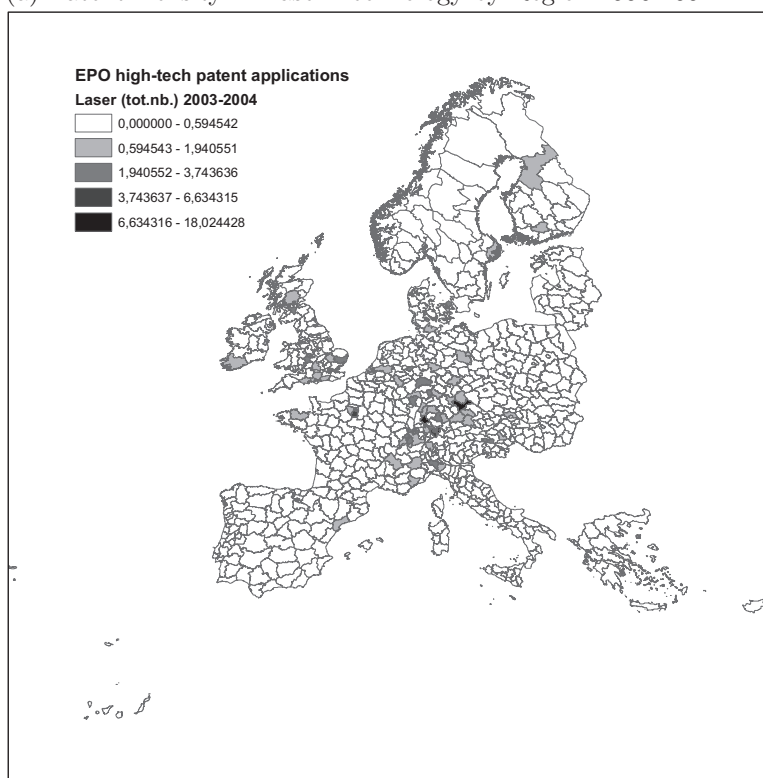 EPO high-tech patent applications
Laser (tot.nb.) 2003-2004
0,000000 - 0,594542
0,594543 - 1,940551
1,940552 - 3,743636
3,743637 - 6,634315
6,634316 - 18,024428